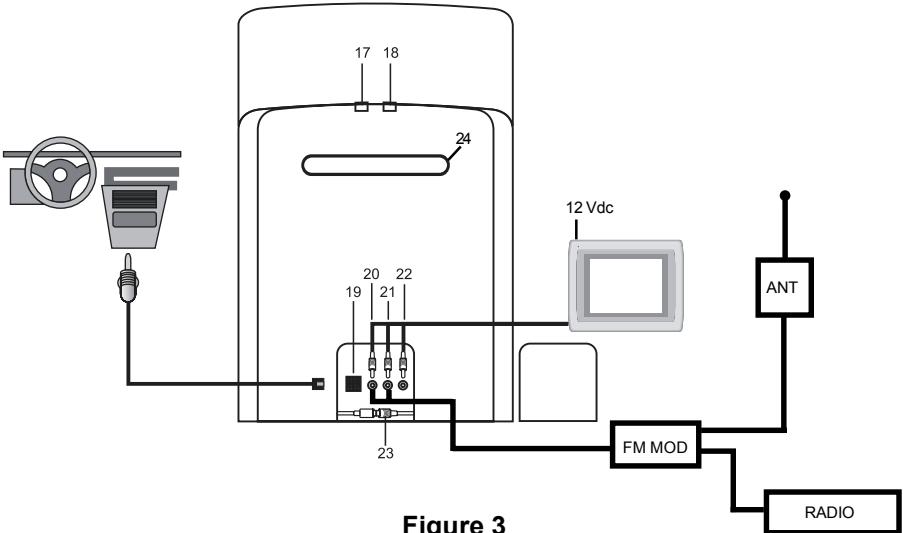 17 18
24
12 Vdc
ANT
20 22
19 21
23
FM MOD
RADIO
Figure 3